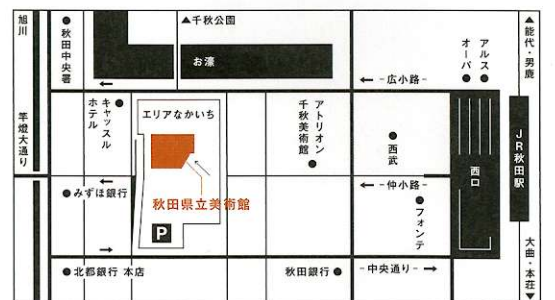 旭川
竿燈大通り
秋田中央署
▲千秋公園
お濠
←-広小路-
アルス
オーパ
▲能代・男鹿
キャッスル
ホテル
エリアなかいち
アトリオン
千秋美術館
西武
西口
JR秋田駅
みずほ銀行
秋田県立美術館
←-仲小路-
フォンテ
P
北都銀行 本店
秋田銀行
-中央通り-→
大曲・本荘▼